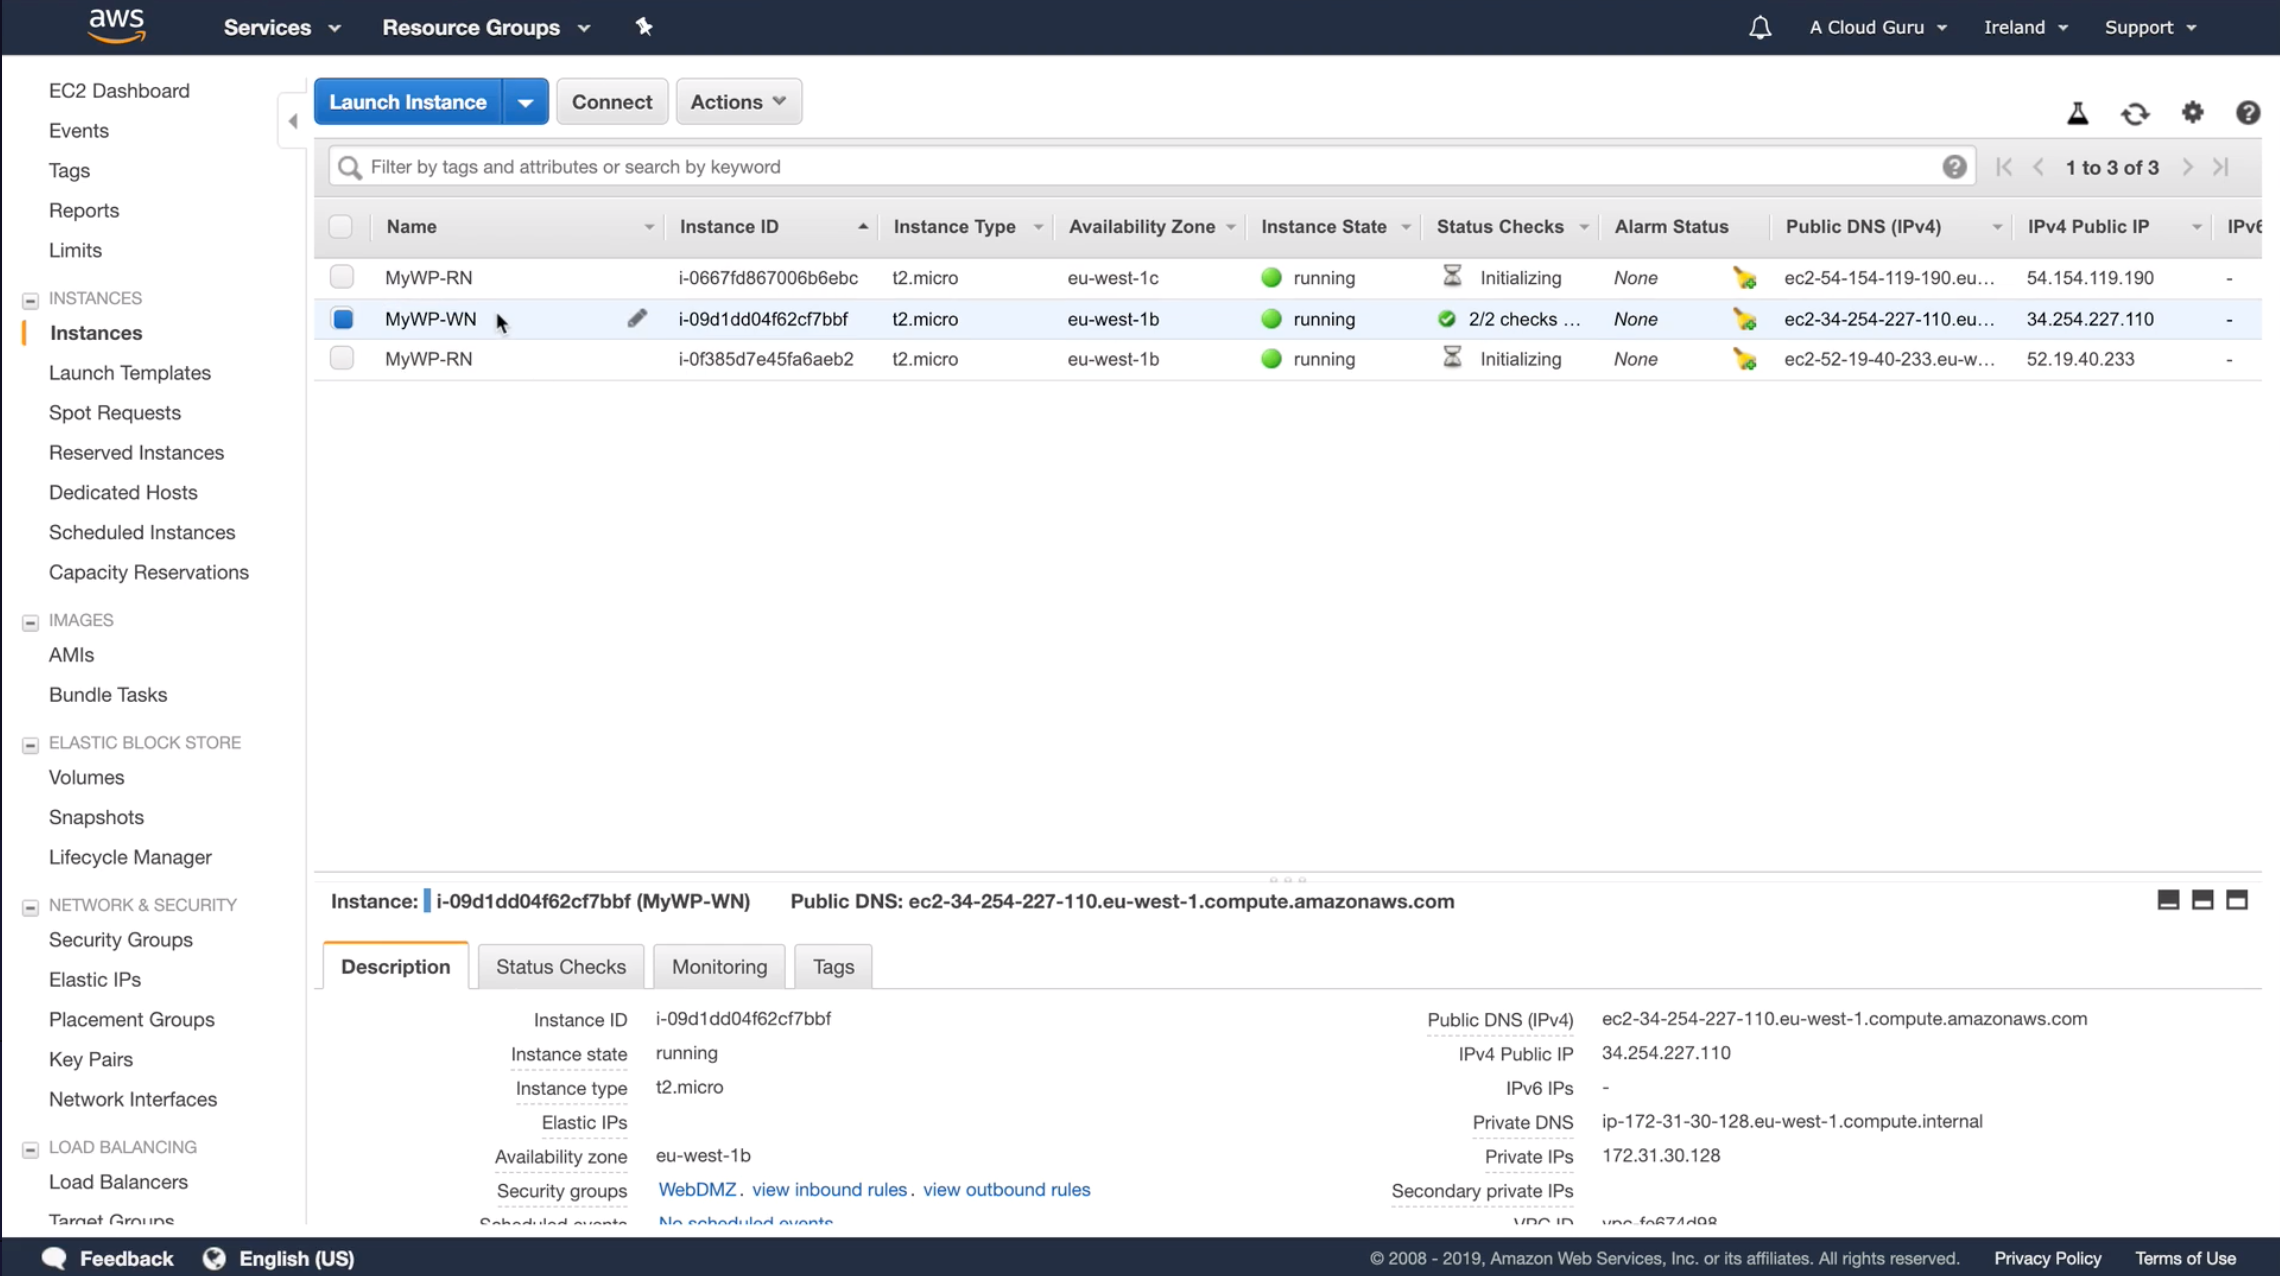 aws Services Resource Groups A Cloud Guru Ireland Support
EC2 Dashboard
Events
Tags
Reports
Limits
INSTANCES
Instances
Launch Templates
Spot Requests
Reserved Instances
Dedicated Hosts
Scheduled Instances
Capacity Reservations
IMAGES
AMIs
Bundle Tasks
ELASTIC BLOCK STORE
Volumes
Snapshots
Lifecycle Manager
NETWORK & SECURITY
Security Groups
Elastic IPs
Placement Groups
Key Pairs
Network Interfaces
LOAD BALANCING
Load Balancers
Target Groups
Launch Instance Connect Actions
Filter by tags and attributes or search by keyword 1 to 3 of 3
Name Instance ID Instance Type Availability Zone Instance State Status Checks Alarm Status Public DNS (IPv4) IPv4 Public IP IPv6
MyWP-RN i-0667fd867006b6ebc t2.micro eu-west-1c running Initializing None ec2-54-154-119-190.eu... 54.154.119.190 -
MyWP-WN i-09d1dd04f62cf7bbf t2.micro eu-west-1b running 2/2 checks ... None ec2-34-254-227-110.eu... 34.254.227.110 -
MyWP-RN i-0f385d7e45fa6aeb2 t2.micro eu-west-1b running Initializing None ec2-52-19-40-233.eu-w... 52.19.40.233 -
Instance: i-09d1dd04f62cf7bbf (MyWP-WN) Public DNS: ec2-34-254-227-110.eu-west-1.compute.amazonaws.com
Description Status Checks Monitoring Tags
Instance ID i-09d1dd04f62cf7bbf
Instance state running
Instance type t2.micro
Elastic IPs
Availability zone eu-west-1b
Security groups WebDMZ. view inbound rules. view outbound rules
Scheduled events No scheduled events
Public DNS (IPv4) ec2-34-254-227-110.eu-west-1.compute.amazonaws.com
IPv4 Public IP 34.254.227.110
IPv6 IPs -
Private DNS ip-172-31-30-128.eu-west-1.compute.internal
Private IPs 172.31.30.128
Secondary private IPs
VPC ID vpc-fe674d98
Feedback English (US) © 2008 - 2019, Amazon Web Services, Inc. or its affiliates. All rights reserved. Privacy Policy Terms of Use